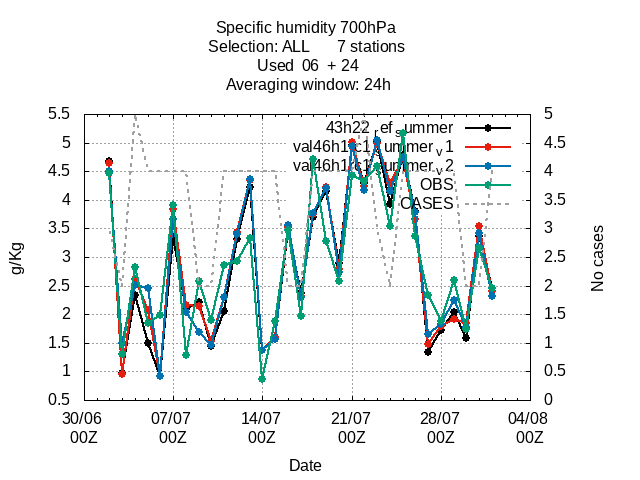 Specific humidity 700hPa
Selection: ALL 7 stations
Used 06 + 24
Averaging window: 24h
43h22_ref_summer
OBS
CASES
5.5
5
4.5
4
3.5
3
2.5
2
1.5
1
0.5
5
4.5
4
3.5
3
2.5
2
1.5
1
0.5
0
g/Kg
No cases
30/06 07/07 14/07 21/07 28/07 04/08
00Z 00Z 00Z 00Z 00Z 00Z
Date